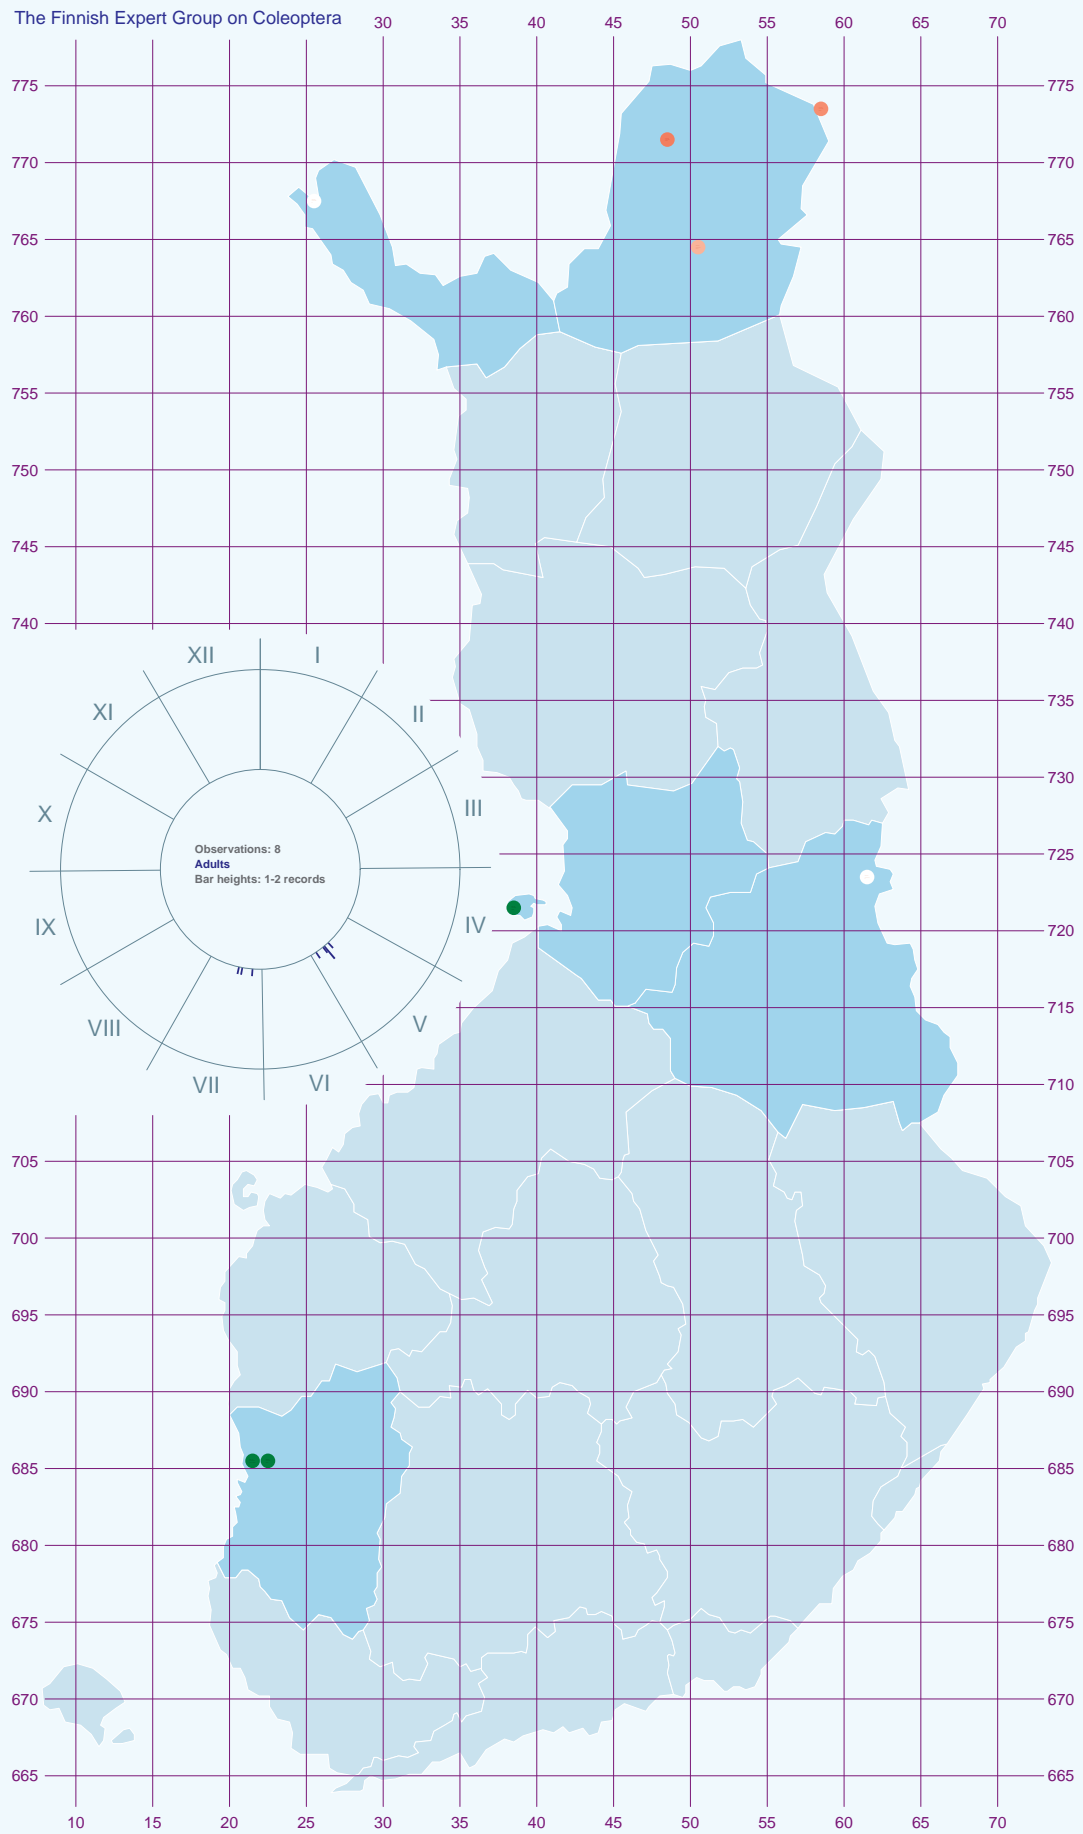 The Finnish Expert Group on Coleoptera
30 35 40 45 50 55 60 65 70
775 775
770 770
765 765
760 760
755 755
750 750
745 745
740 740
XII I
XI II
735 735
730 730
X III
Observations: 8
Adults
Bar heights: 1-2 records
725
IX IV
720
715
VIII V
VII VI
710
705 705
700 700
695 695
690 690
685 685
680 680
675 675
670 670
665 665
10 15 20 25 30 35 40 45 50 55 60 65 70